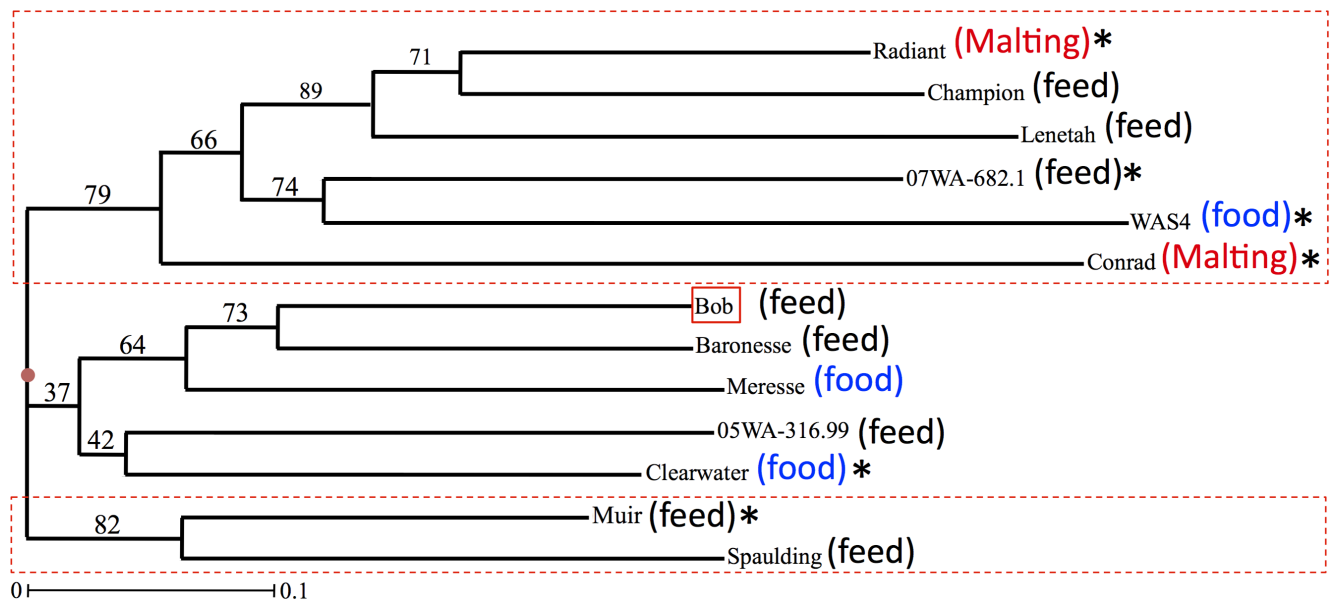 71
Radiant (Malting)*
89
Champion (feed)
66
Lenetah (feed)
74
07WA-682.1 (feed)*
79
WAS4 (food)*
Conrad (Malting)*
73
Bob (feed)
64
Baronesse (feed)
Meresse (food)
37
05WA-316.99 (feed)
42
Clearwater (food)*
82
Muir (feed)*
Spaulding (feed)
0 0.1